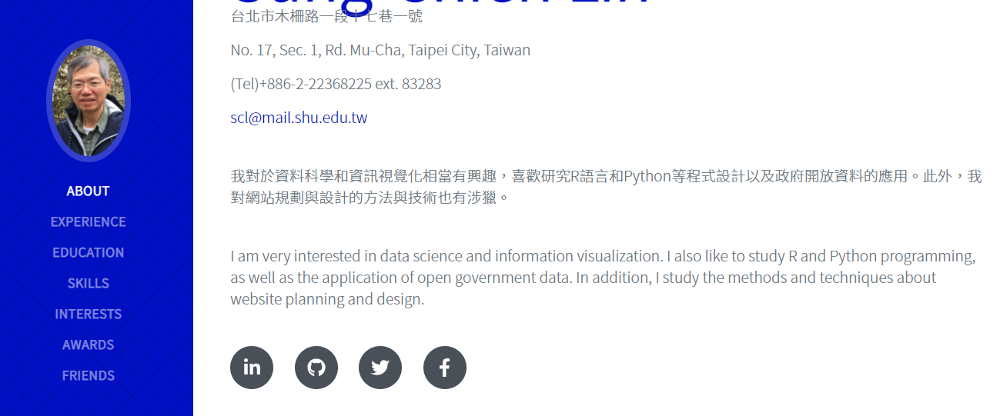 台北市木柵路一段十七巷一號
No. 17, Sec. 1, Rd. Mu-Cha, Taipei City, Taiwan
(Tel)+886-2-22368225 ext. 83283
scl@mail.shu.edu.tw
ABOUT
EXPERIENCE
EDUCATION
SKILLS
INTERESTS
AWARDS
FRIENDS
我對於資料科學和資訊視覺化相當有興趣，喜歡研究R語言和Python等程式設計以及政府開放資料的應用。此外，我
對網站規劃與設計的方法與技術也有涉獵。
I am very interested in data science and information visualization. I also like to study R and Python programming,
as well as the application of open government data. In addition, I study the methods and techniques about
website planning and design.
in